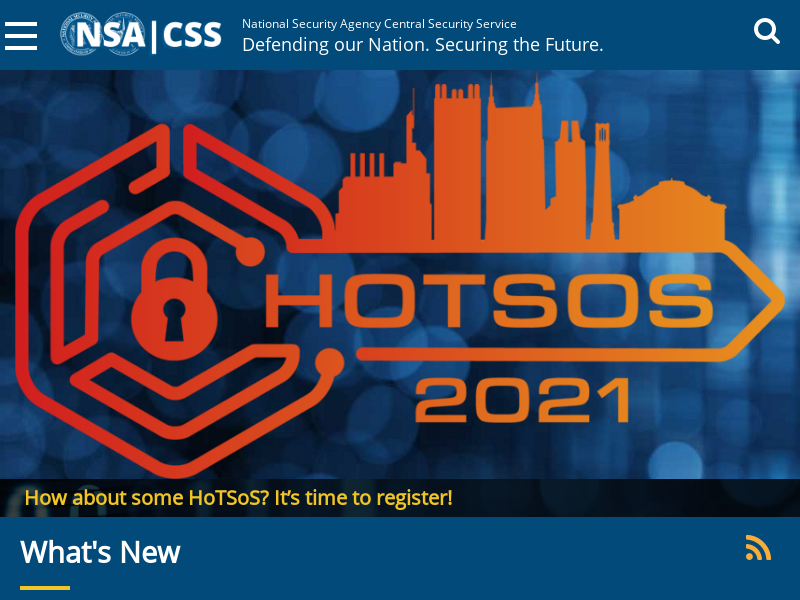 NSA|CSS
National Security Agency Central Security Service
Defending our Nation. Securing the Future.
HOTSOS
2021
How about some HoTSoS? It’s time to register!
What's New